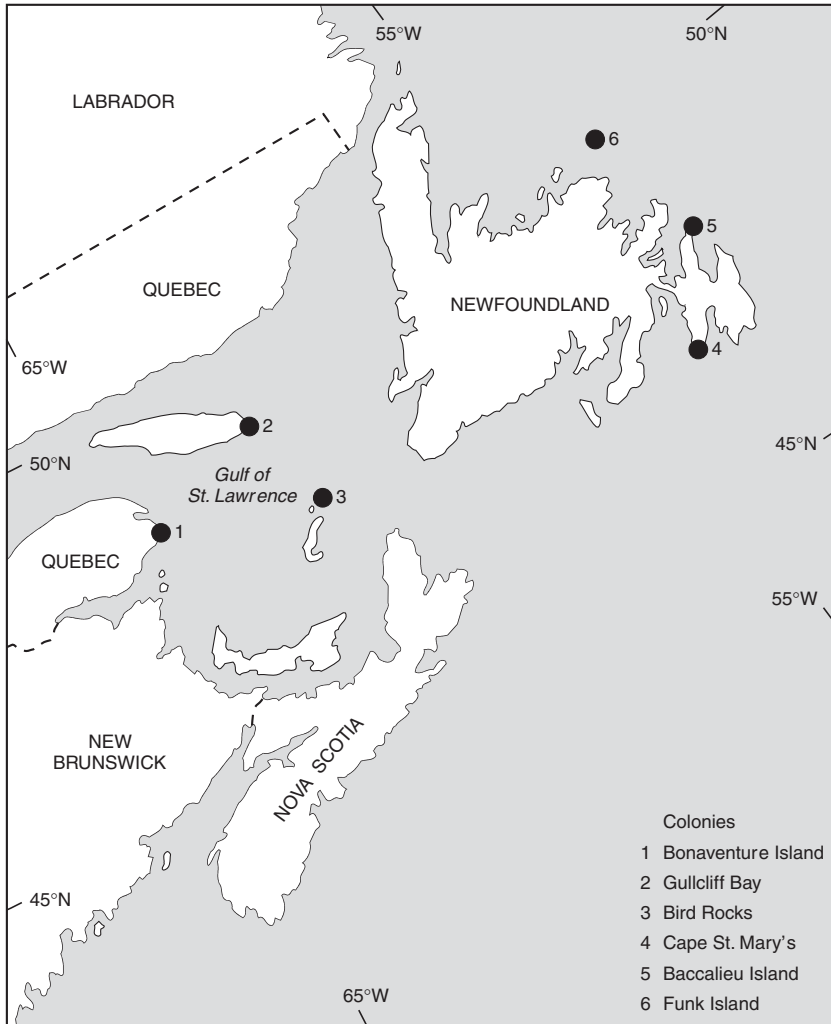 55°W
50°N
LABRADOR
6
5
QUEBEC
NEWFOUNDLAND
4
65°W
2
45°N
50°N
Gulf of
St. Lawrence
3
1
QUEBEC
55°W
NEW
BRUNSWICK
NOVA SCOTIA
Colonies
1 Bonaventure Island
2 Gullcliff Bay
3 Bird Rocks
4 Cape St. Mary's
5 Baccalieu Island
6 Funk Island
45°N
65°W